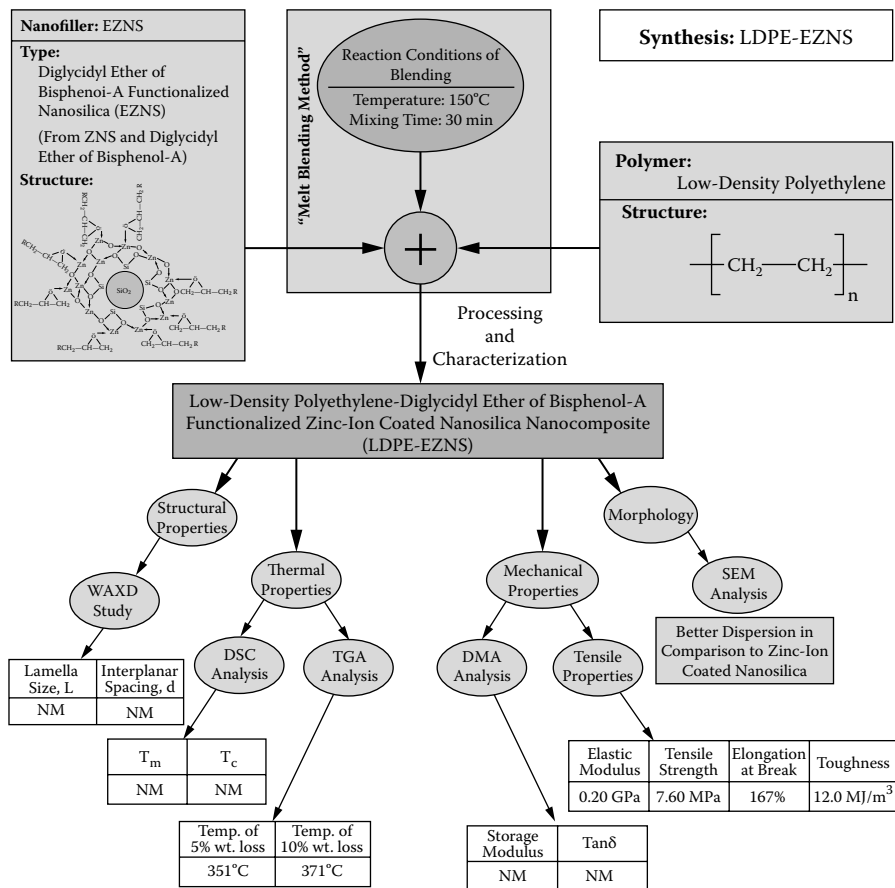 Nanofiller: EZNS
Type:
Diglycidyl Ether of
Bisphenoi-A Functionalized
Nanosilica (EZNS)
(From ZNS and Diglycidyl
Ether of Bisphenol-A)
Structure:
SiO2
"Melt Blending Method"
Reaction Conditions of
Blending
Temperature: 150°C
Mixing Time: 30 min
+
Synthesis: LDPE-EZNS
Polymer:
Low-Density Polyethylene
Structure:
CH2 CH2
n
Processing
and
Characterization
Low-Density Polyethylene-Diglycidyl Ether of Bisphenol-A
Functionalized Zinc-Ion Coated Nanosilica Nanocomposite
(LDPE-EZNS)
Structural
Properties
WAXD
Study
Lamella
Size, L
Interplanar
Spacing, d
NM NM
Thermal
Properties
DSC
Analysis
Tm Tc
NM NM
TGA
Analysis
Temp. of
5% wt. loss
Temp. of
10% wt. loss
351°C 371°C
Mechanical
Properties
DMA
Analysis
Storage
Modulus
Tanδ
NM NM
Tensile
Properties
Elastic
Modulus
Tensile
Strength
Elongation
at Break
Toughness
0.20 GPa 7.60 MPa 167% 12.0 MJ/m3
Morphology
SEM
Analysis
Better Dispersion in
Comparison to Zinc-Ion
Coated Nanosilica